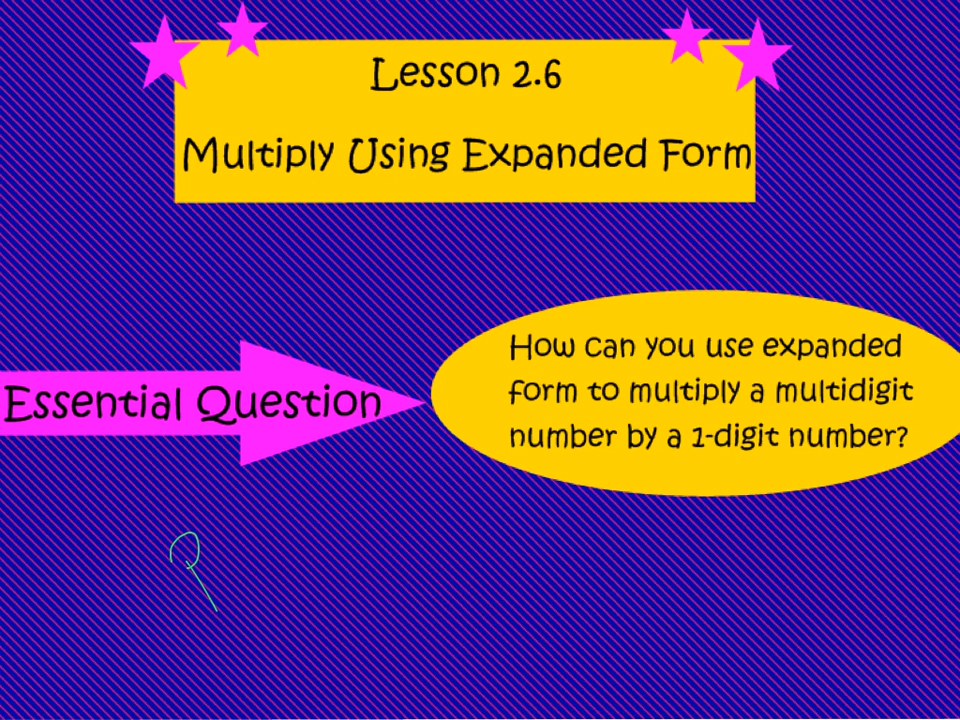 Lesson 2.6
Multiply Using Expanded Form
Essential Question
How can you use expanded
form to multiply a multidigit
number by a 1-digit number?